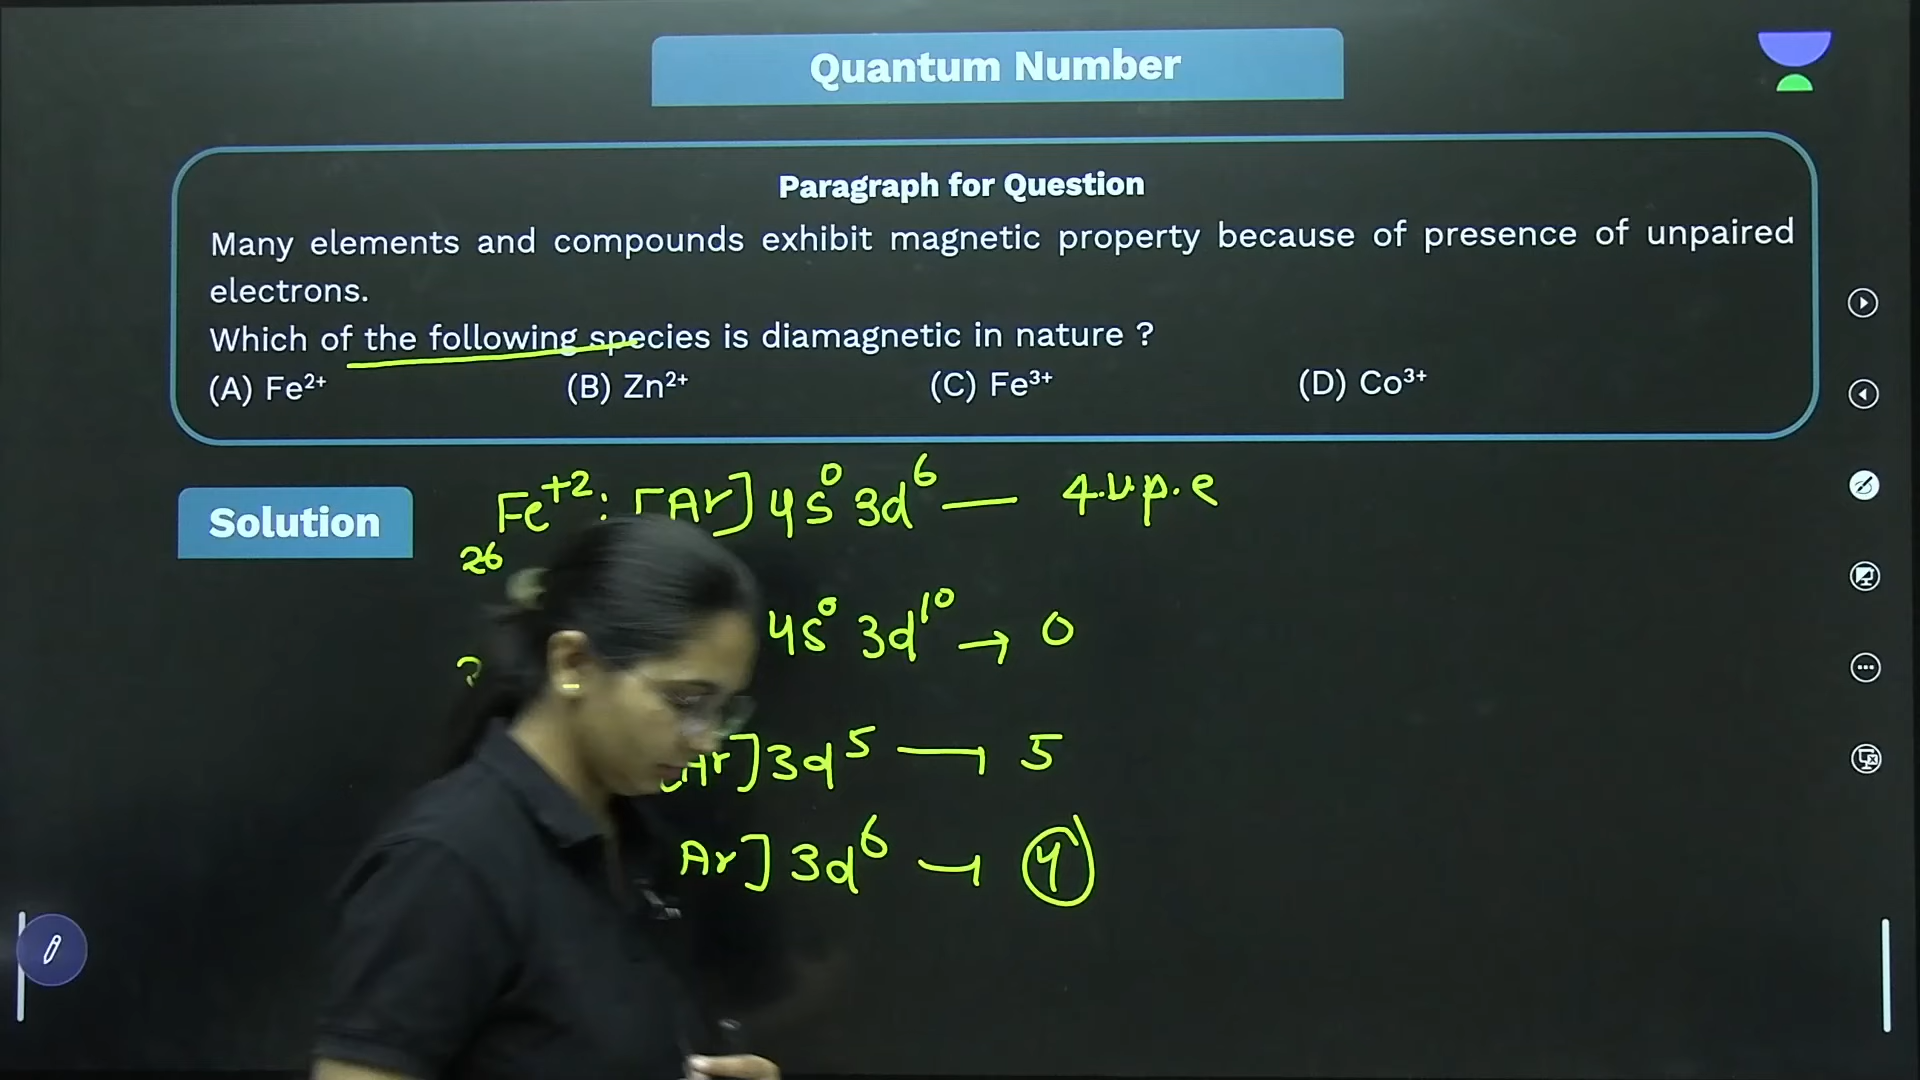 Quantum Number
Paragraph for Question
Many elements and compounds exhibit magnetic property because of presence of unpaired
electrons.
Which of the following species is diamagnetic in nature ?
(A) Fe²⁺ (B) Zn²⁺ (C) Fe³⁺ (D) Co³⁺
Solution
Fe⁺² : [Ar] 4s⁰ 3d⁶ — 4.u.p.e
26
4s⁰ 3d¹⁰ → 0
Ar] 3d⁵ → 5
Ar] 3d⁶ → 4